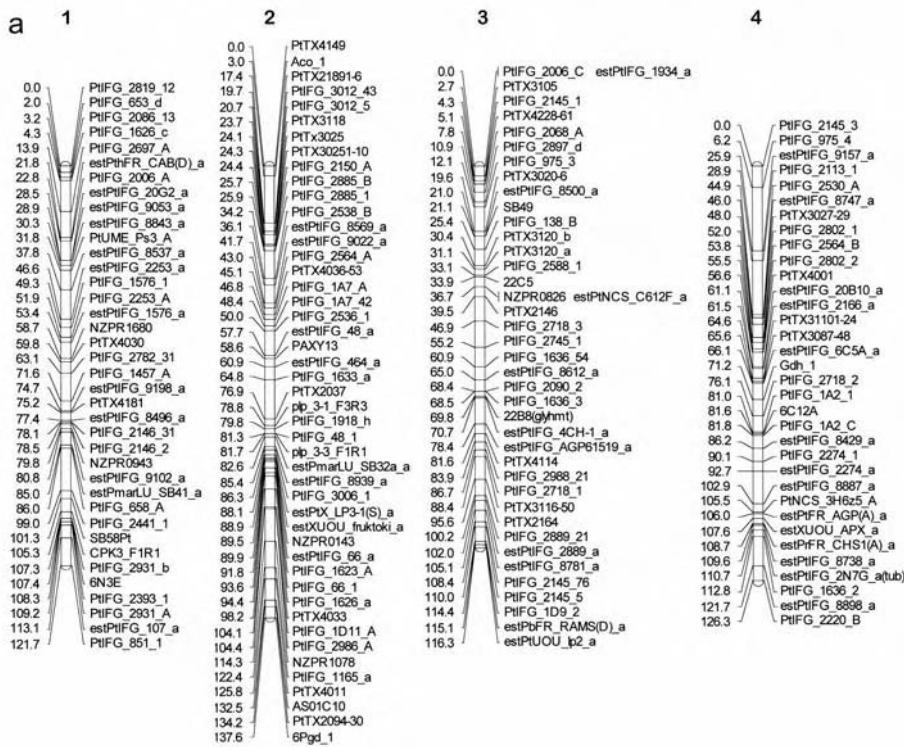 a
1
0.0 PtIFG_2819_12
2.0 PtIFG_653_d
3.2 PtIFG_2086_13
4.3 PtIFG_1626_c
13.9 PtIFG_2697_A
21.8 estPthFR_CAB(D)_a
22.8 PtIFG_2006_A
28.5 estPtIFG_20G2_a
28.9 estPtIFG_9053_a
30.3 estPtIFG_8843_a
31.8 PtUME_Ps3_A
37.8 estPtIFG_8537_a
46.6 estPtIFG_2253_a
49.3 PtIFG_1576_1
51.9 PtIFG_2253_A
53.4 estPtIFG_1576_a
58.7 NZPR1680
59.8 PtTX4030
63.1 PtIFG_2782_31
71.6 PtIFG_1457_A
74.7 estPtIFG_9198_a
75.2 PtTX4181
77.4 estPtIFG_8496_a
78.1 PtIFG_2146_31
78.5 PtIFG_2146_2
79.8 NZPR0943
80.8 estPtIFG_9102_a
85.0 estPmarLU_SB41_a
86.0 PtIFG_658_A
99.0 PtIFG_2441_1
101.3 SB58Pt
105.3 CPK3_F1R1
107.3 PtIFG_2931_b
107.4 6N3E
108.3 PtIFG_2393_1
109.2 PtIFG_2931_A
113.1 estPtIFG_107_a
121.7 PtIFG_851_1
2
0.0 PtTX4149
3.0 Aco_1
17.4 PtTX21891-6
19.7 PtIFG_3012_43
20.7 PtIFG_3012_5
23.7 PtTX3118
24.1 PtTx3025
24.3 PtTX30251-10
24.4 PtIFG_2150_A
25.7 PtIFG_2885_B
25.9 PtIFG_2885_1
34.2 PtIFG_2538_B
36.1 estPtIFG_8569_a
41.7 estPtIFG_9022_a
43.0 PtIFG_2564_A
45.1 PtTX4036-53
46.8 PtIFG_1A7_A
48.4 PtIFG_1A7_42
50.0 PtIFG_2536_1
57.7 estPtIFG_48_a
58.6 PAXY13
60.9 estPtIFG_464_a
64.8 PtIFG_1633_a
76.9 PtTX2037
78.8 plp_3-1_F3R3
79.8 PtIFG_1918_h
81.3 PtIFG_48_1
81.7 plp_3-3_F1R1
82.6 estPmarLU_SB32a_a
85.4 estPtIFG_8939_a
86.3 PtIFG_3006_1
88.1 estPtX_LP3-1(S)_a
88.9 estXUOU_fruktoki_a
89.5 NZPR0143
89.9 estPtIFG_66_a
91.8 PtIFG_1623_A
93.6 PtIFG_66_1
94.4 PtIFG_1626_a
98.2 PtTX4033
104.1 PtIFG_1D11_A
104.4 PtIFG_2986_A
114.3 NZPR1078
122.4 PtIFG_1165_a
125.8 PtTX4011
132.5 AS01C10
134.2 PtTX2094-30
137.6 6Pgd_1
3
0.0 PtIFG_2006_C estPtIFG_1934_a
2.7 PtTX3105
4.3 PtIFG_2145_1
5.1 PtTX4228-61
7.8 PtIFG_2068_A
10.9 PtIFG_2897_d
12.1 PtIFG_975_3
19.6 PtTX3020-6
21.0 estPtIFG_8500_a
21.1 SB49
25.4 PtIFG_138_B
30.4 PtTX3120_b
31.1 PtTX3120_a
33.1 PtIFG_2588_1
33.9 22C5
36.7 NZPR0826 estPtNCS_C612F_a
39.5 PtTX2146
46.9 PtIFG_2718_3
55.2 PtIFG_2745_1
60.9 PtIFG_1636_54
65.0 estPtIFG_8612_a
68.4 PtIFG_2090_2
68.5 PtIFG_1636_3
69.8 22B8(glyhmt)
70.7 estPtIFG_4CH-1_a
78.4 estPtIFG_AGP61519_a
81.6 PtTX4114
83.9 PtIFG_2988_21
86.7 PtIFG_2718_1
88.4 PtTX3116-50
95.6 PtTX2164
100.2 PtIFG_2889_21
102.0 estPtIFG_2889_a
105.1 estPtIFG_8781_a
108.4 PtIFG_2145_76
110.0 PtIFG_2145_5
114.4 PtIFG_1D9_2
115.1 estPbFR_RAMS(D)_a
116.3 estPtUOU_lp2_a
4
0.0 PtIFG_2145_3
6.2 PtIFG_975_4
25.9 estPtIFG_9157_a
28.9 PtIFG_2113_1
44.9 PtIFG_2530_A
46.0 estPtIFG_8747_a
48.0 PtTX3027-29
52.0 PtIFG_2802_1
53.8 PtIFG_2564_B
55.5 PtIFG_2802_2
56.6 PtTX4001
61.1 estPtIFG_20B10_a
61.5 estPtIFG_2166_a
64.6 PtTX31101-24
65.6 PtTX3087-48
66.1 estPtIFG_6C5A_a
71.2 Gdh_1
76.1 PtIFG_2718_2
81.0 PtIFG_1A2_1
81.6 6C12A
81.8 PtIFG_1A2_C
86.2 estPtIFG_8429_a
90.1 PtIFG_2274_1
92.7 estPtIFG_2274_a
102.9 estPtIFG_8887_a
105.5 PtNCS_3H6z5_A
106.0 estPtFR_AGP(A)_a
107.6 estXUOU_APX_a
108.7 estPrFR_CHS1(A)_a
109.6 estPtIFG_8738_a
110.7 estPtIFG_2N7G_a(tub)
112.8 PtIFG_1636_2
121.7 estPtIFG_8898_a
126.3 PtIFG_2220_B